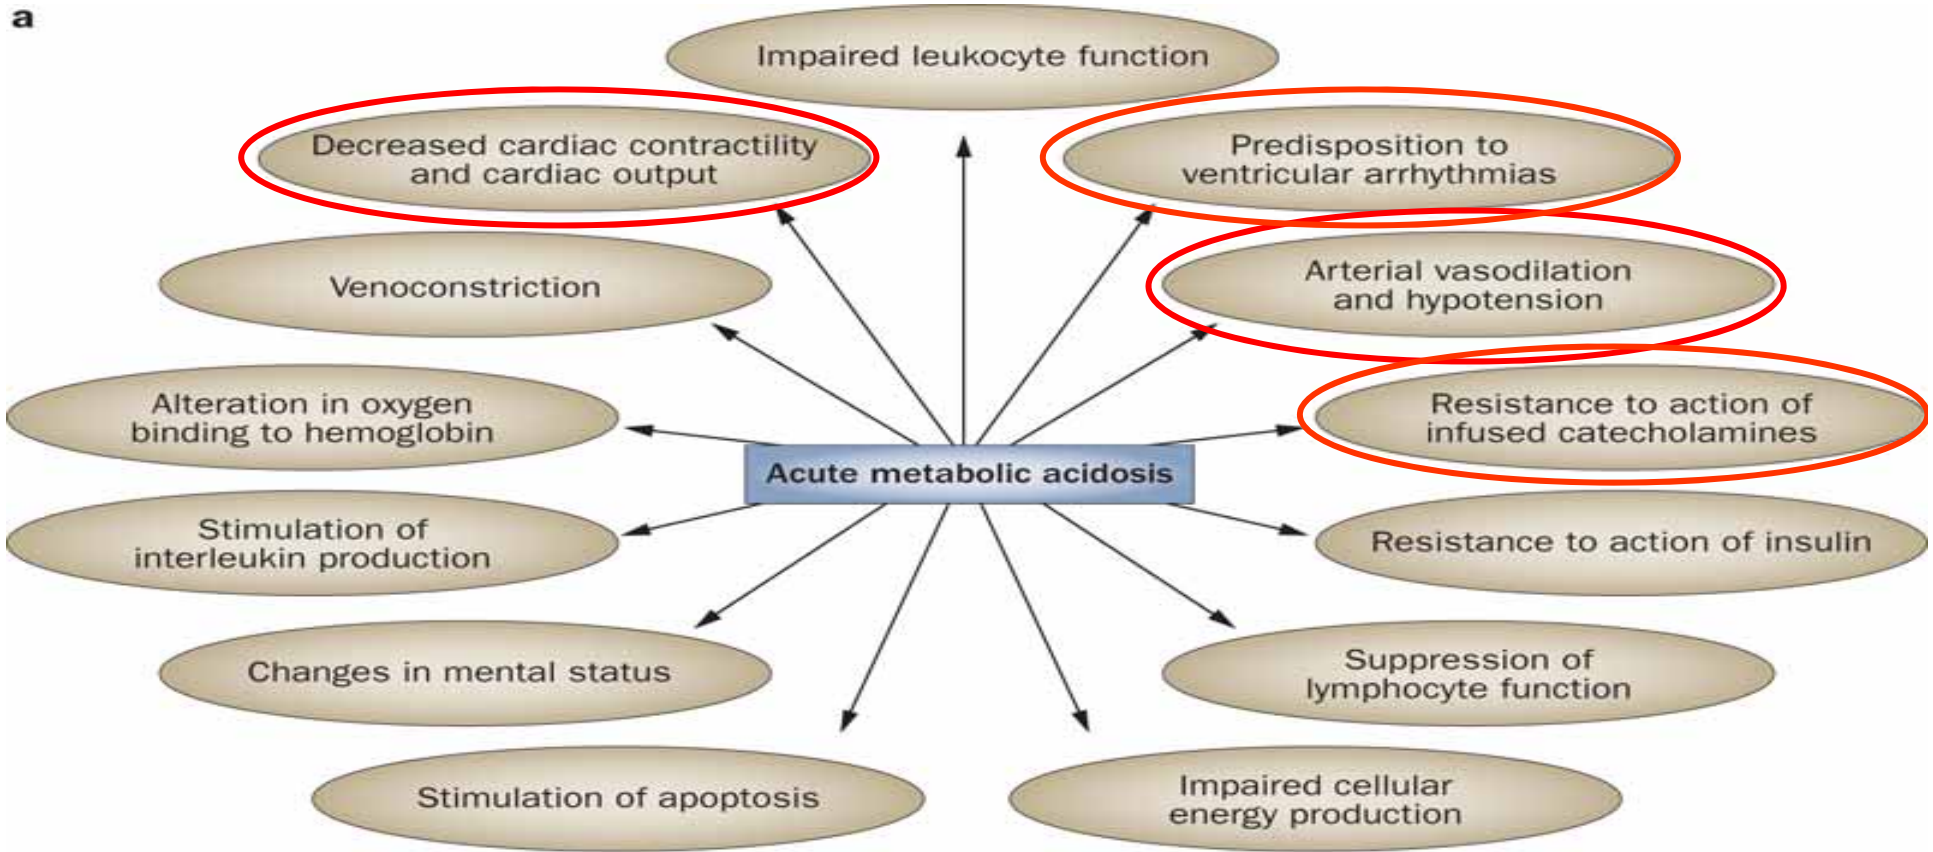 a
Impaired leukocyte function
Decreased cardiac contractility
and cardiac output
Predisposition to
ventricular arrhythmias
Venoconstriction
Arterial vasodilation
and hypotension
Alteration in oxygen
binding to hemoglobin
Resistance to action of
infused catecholamines
Acute metabolic acidosis
Stimulation of
interleukin production
Resistance to action of insulin
Changes in mental status
Suppression of
lymphocyte function
Stimulation of apoptosis
Impaired cellular
energy production